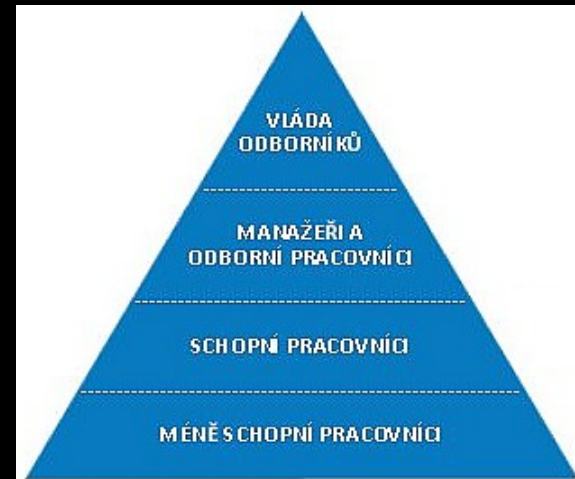 VLÁDA
ODBORNÍKŮ
MANAŽEŘI A
ODBORNÍ PRACOVNÍCI
SCHOPNÍ PRACOVNÍCI
MÉNĚ SCHOPNÍ PRACOVNÍCI